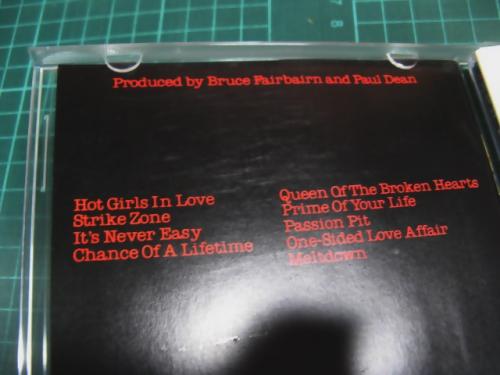 Produced by Bruce Fairbairn and Paul Dean
Hot Girls In Love
Strike Zone
It's Never Easy
Chance Of A Lifetime
Queen Of The Broken Hearts
Prime Of Your Life
Passion Pit
One-Sided Love Affair
Meltdown